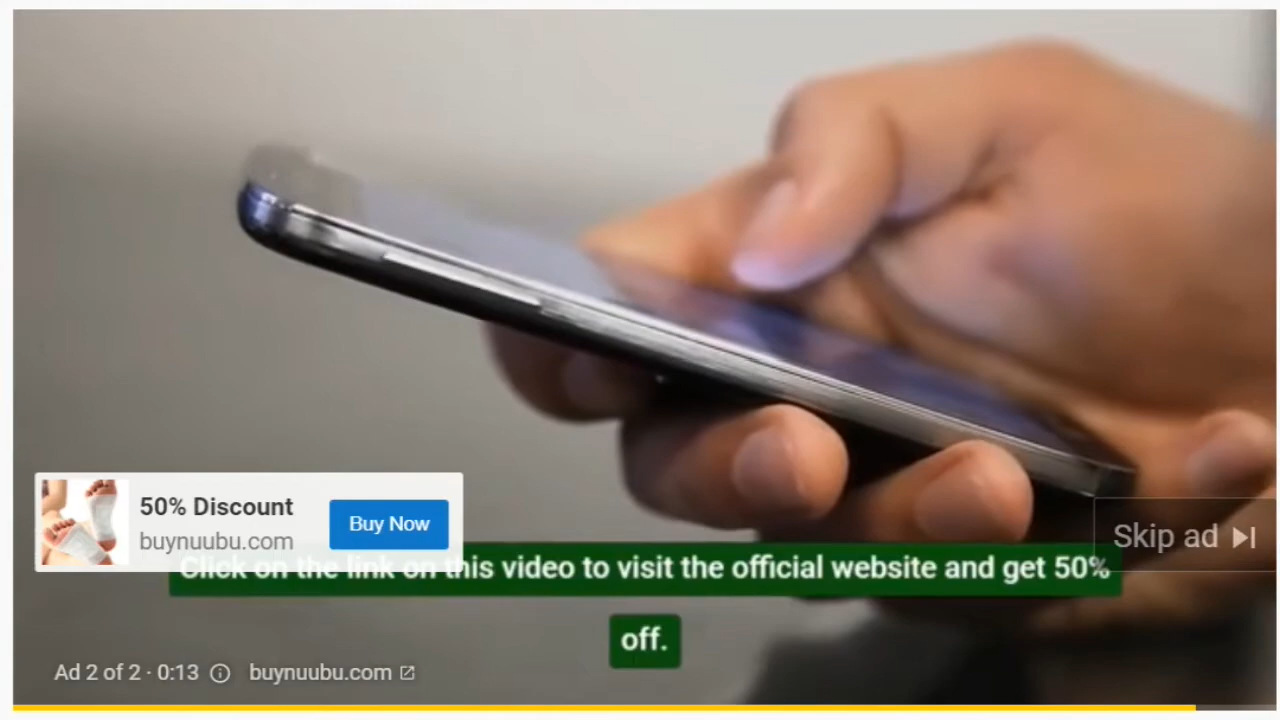 50% Discount
buynuubu.com
Buy Now
Skip ad
Click on the link on this video to visit the official website and get 50%
off.
Ad 2 of 2 · 0:13
buynuubu.com